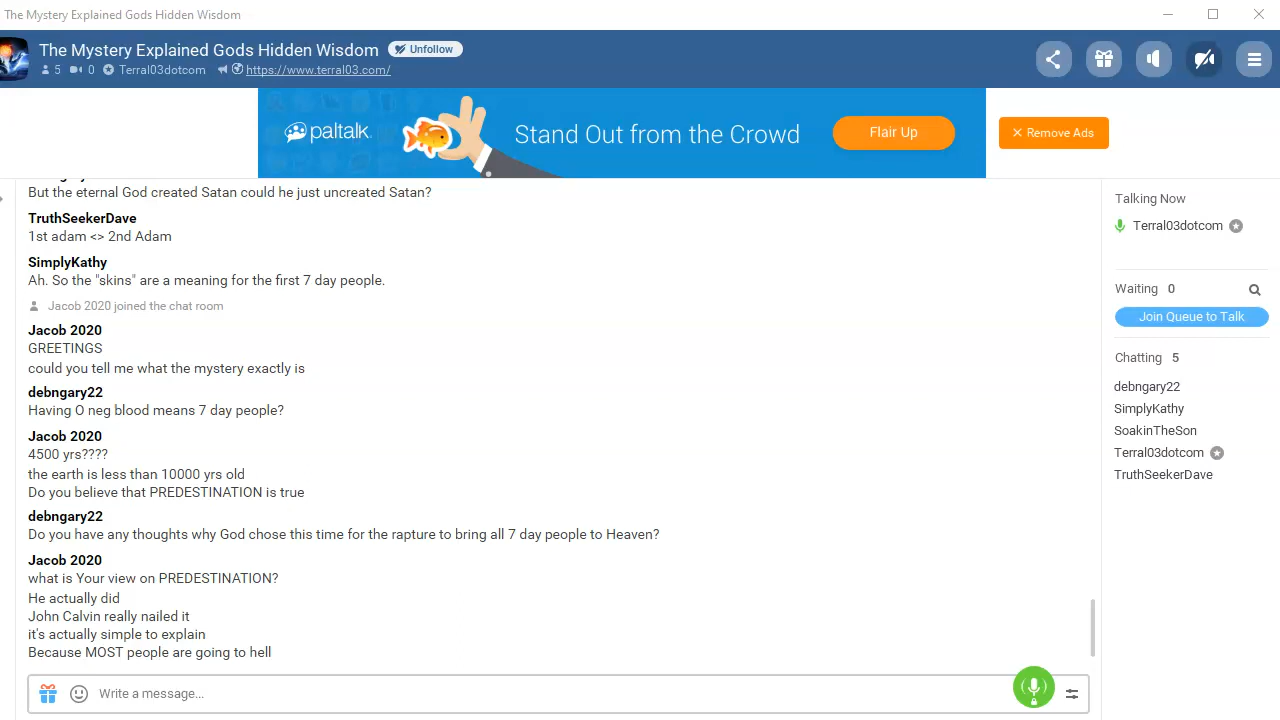 The Mystery Explained Gods Hidden Wisdom
The Mystery Explained Gods Hidden Wisdom Unfollow
5 0 Terral03dotcom https://www.terral03.com/
paltalk. Stand Out from the Crowd Flair Up Remove Ads
But the eternal God created Satan could he just uncreated Satan?
TruthSeekerDave
1st adam <> 2nd Adam
SimplyKathy
Ah. So the "skins" are a meaning for the first 7 day people.
Jacob 2020 joined the chat room
Jacob 2020
GREETINGS
could you tell me what the mystery exactly is
debngary22
Having O neg blood means 7 day people?
Jacob 2020
4500 yrs????
the earth is less than 10000 yrs old
Do you believe that PREDESTINATION is true
debngary22
Do you have any thoughts why God chose this time for the rapture to bring all 7 day people to Heaven?
Jacob 2020
what is Your view on PREDESTINATION?
He actually did
John Calvin really nailed it
it's actually simple to explain
Because MOST people are going to hell
Write a message...
Talking Now
Terral03dotcom
Waiting 0
Join Queue to Talk
Chatting 5
debngary22
SimplyKathy
SoakinTheSon
Terral03dotcom
TruthSeekerDave